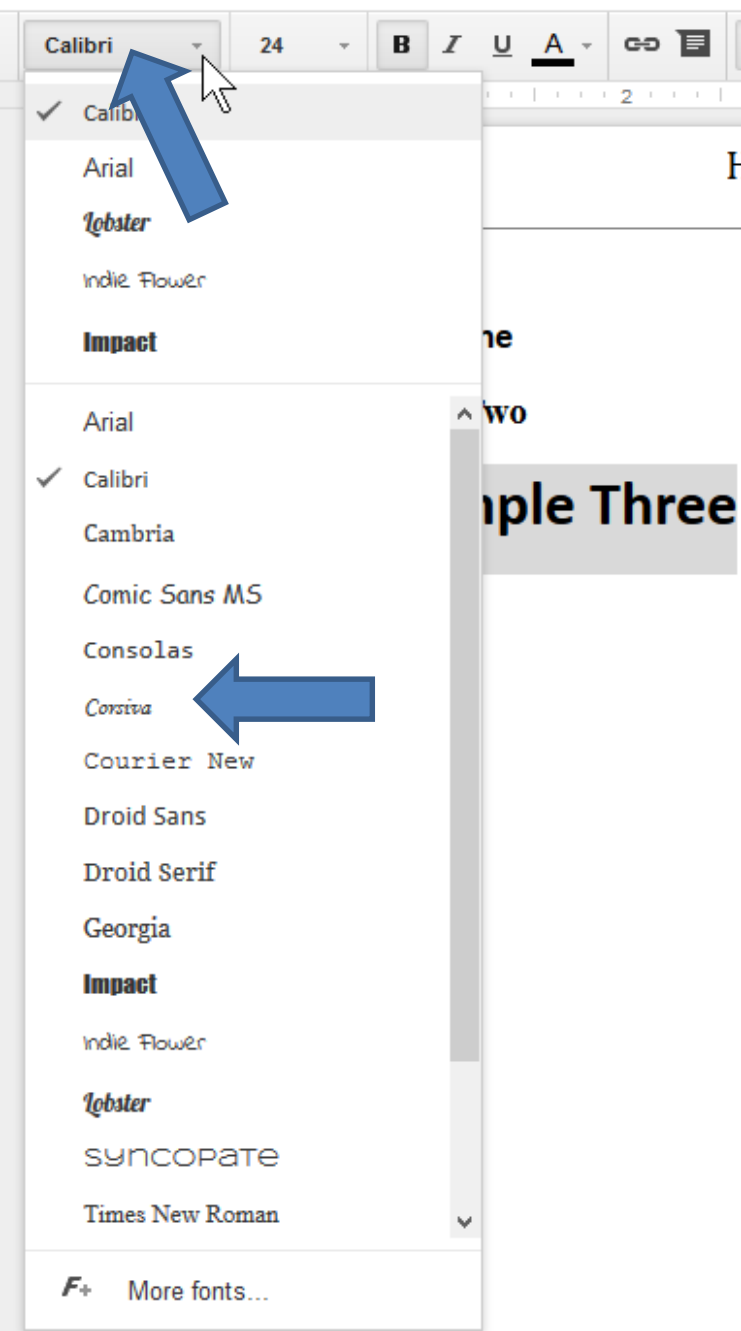 Calibri 24 B I U A
2
Calibri
Arial
H
Lobster
Indie Flower
Impact
ne
Arial
wo
Calibri
nple Three
Cambria
Comic Sans MS
Consolas
Corsiva
Courier New
Droid Sans
Droid Serif
Georgia
Impact
Indie Flower
Lobster
syncopate
Times New Roman
F+ More fonts...